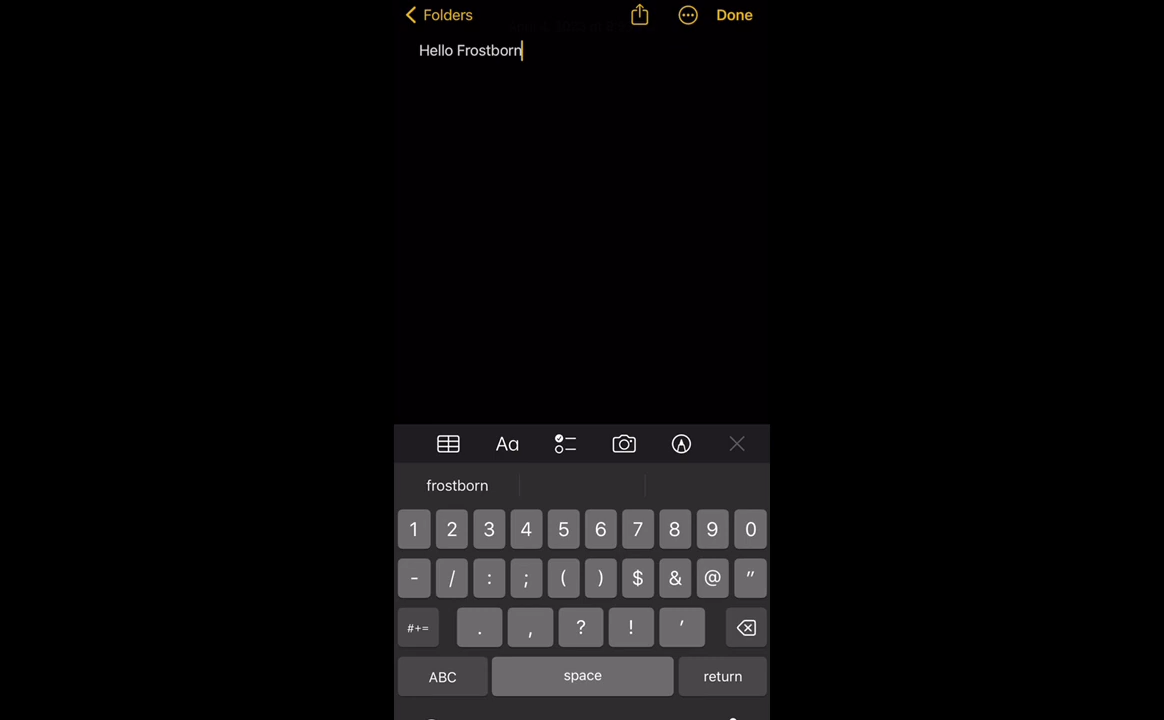 Folders
Done
Hello Frostborn
Aa
frostborn
1 2 3 4 5 6 7 8 9 0
- / : ; ( ) $ & @ "
#+= . , ? ! '
ABC space return